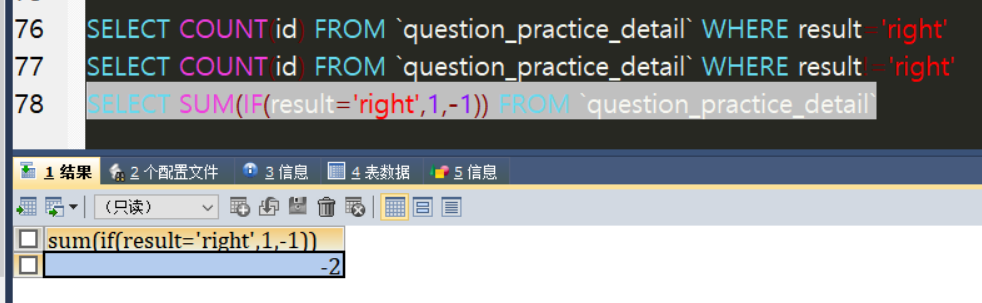 76 SELECT COUNT(id) FROM `question_practice_detail` WHERE result='right'
77 SELECT COUNT(id) FROM `question_practice_detail` WHERE result!='right'
78 SELECT SUM(IF(result='right',1,-1)) FROM `question_practice_detail`
1 结果 2 个配置文件 3 信息 4 表数据 5 信息
（只读）
sum(if(result='right',1,-1))
-2